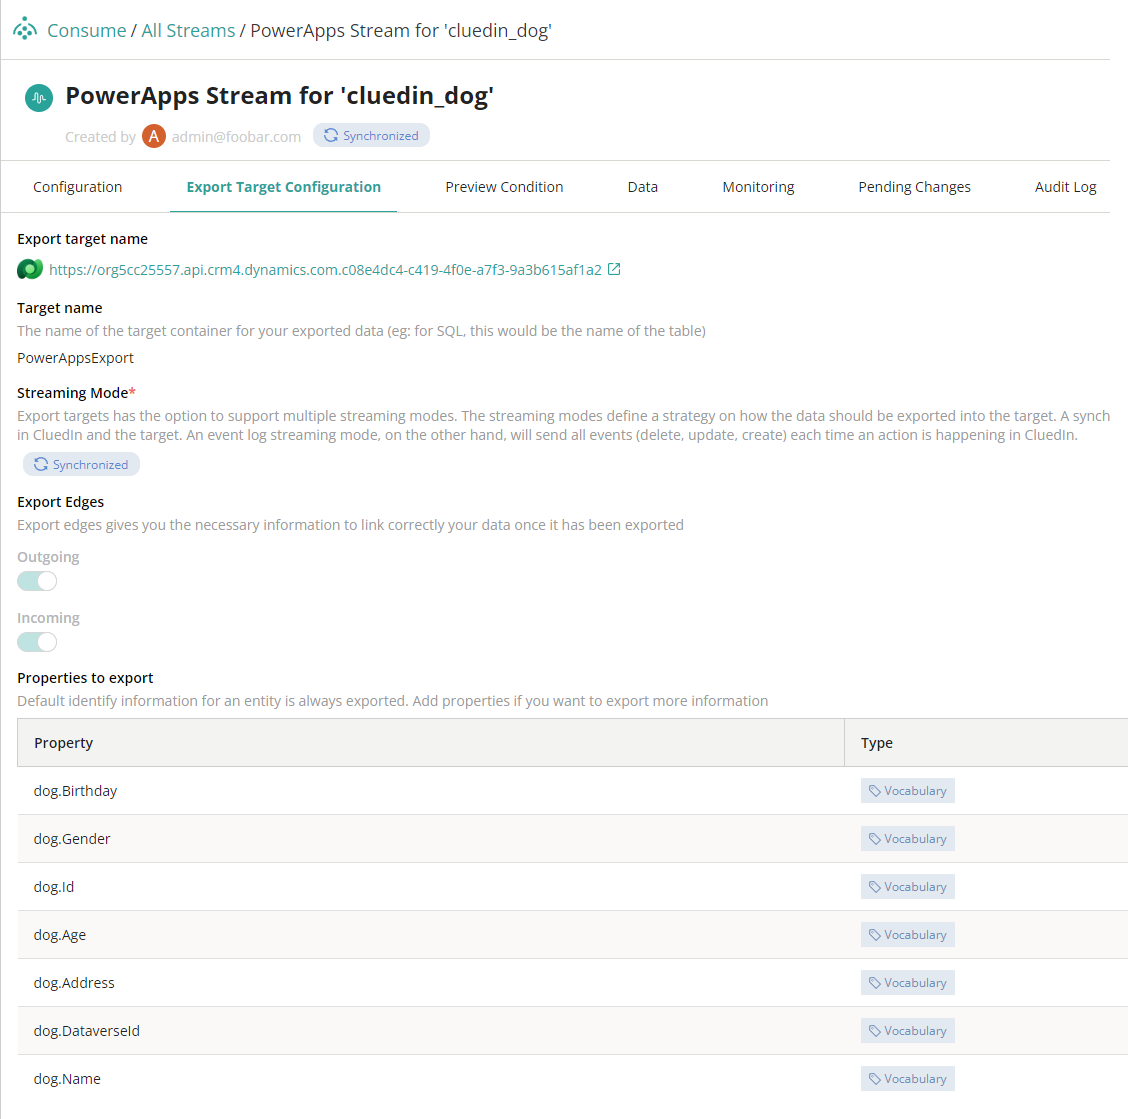 Consume / All Streams / PowerApps Stream for 'cluedin_dog'
PowerApps Stream for 'cluedin_dog'
Created by A admin@foobar.com Synchronized
Configuration Export Target Configuration Preview Condition Data Monitoring Pending Changes Audit Log
Export target name
https://org5cc25557.api.crm4.dynamics.com.c08e4dc4-c419-4f0e-a7f3-9a3b615af1a2
Target name
The name of the target container for your exported data (eg: for SQL, this would be the name of the table)
PowerAppsExport
Streaming Mode*
Export targets has the option to support multiple streaming modes. The streaming modes define a strategy on how the data should be exported into the target. A synch
in CluedIn and the target. An event log streaming mode, on the other hand, will send all events (delete, update, create) each time an action is happening in CluedIn.
Synchronized
Export Edges
Export edges gives you the necessary information to link correctly your data once it has been exported
Outgoing
Incoming
Properties to export
Default identify information for an entity is always exported. Add properties if you want to export more information
Property Type
dog.Birthday Vocabulary
dog.Gender Vocabulary
dog.Id Vocabulary
dog.Age Vocabulary
dog.Address Vocabulary
dog.DataverseId Vocabulary
dog.Name Vocabulary